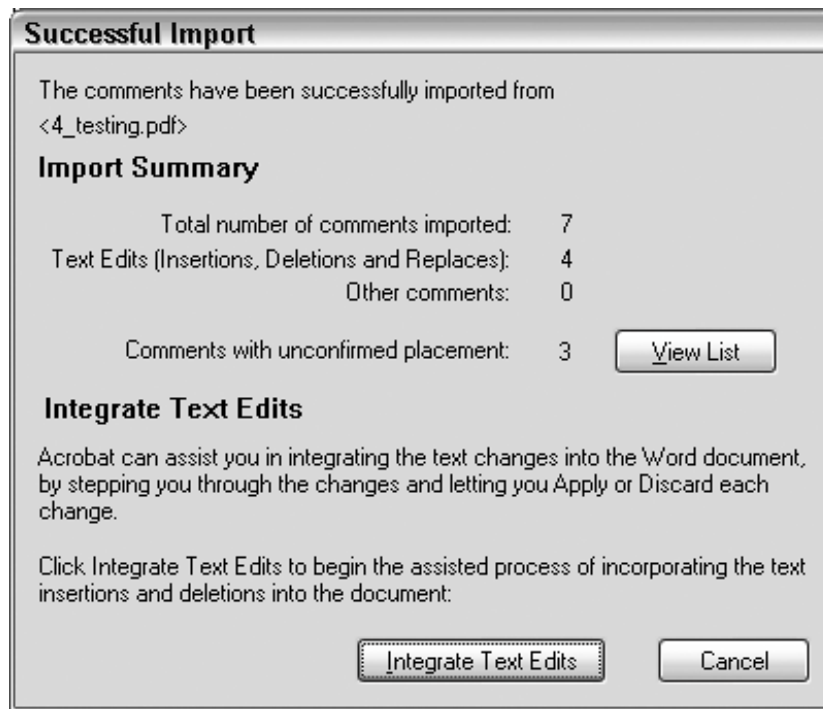 Successful Import
The comments have been successfully imported from
<4_testing.pdf>
Import Summary
Total number of comments imported: 7
Text Edits (Insertions, Deletions and Replaces): 4
Other comments: 0
Comments with unconfirmed placement: 3 View List
Integrate Text Edits
Acrobat can assist you in integrating the text changes into the Word document,
by stepping you through the changes and letting you Apply or Discard each
change.
Click Integrate Text Edits to begin the assisted process of incorporating the text
insertions and deletions into the document:
Integrate Text Edits Cancel